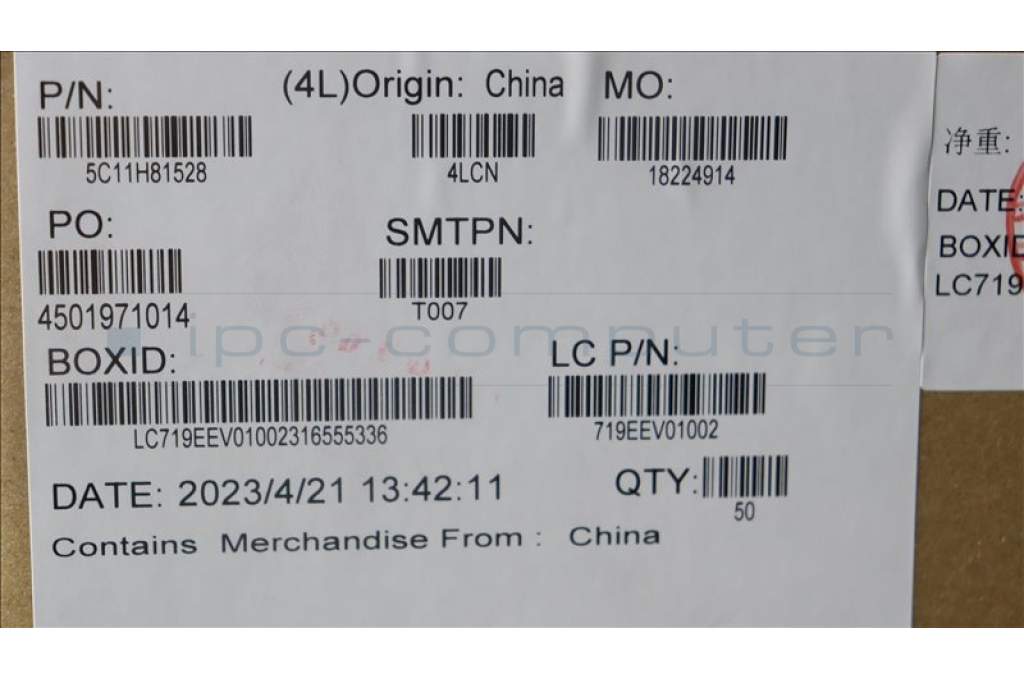 P/N:
(4L)Origin: China
MO:
5C11H81528
4LCN
18224914
PO:
SMTPN:
4501971014
T007
ipc-computer
BOXID:
LC P/N:
LC719EEV01002316555336
719EEV01002
DATE: 2023/4/21 13:42:11
QTY:
50
Contains Merchandise From : China
净重:
DATE:
BOXID
LC719